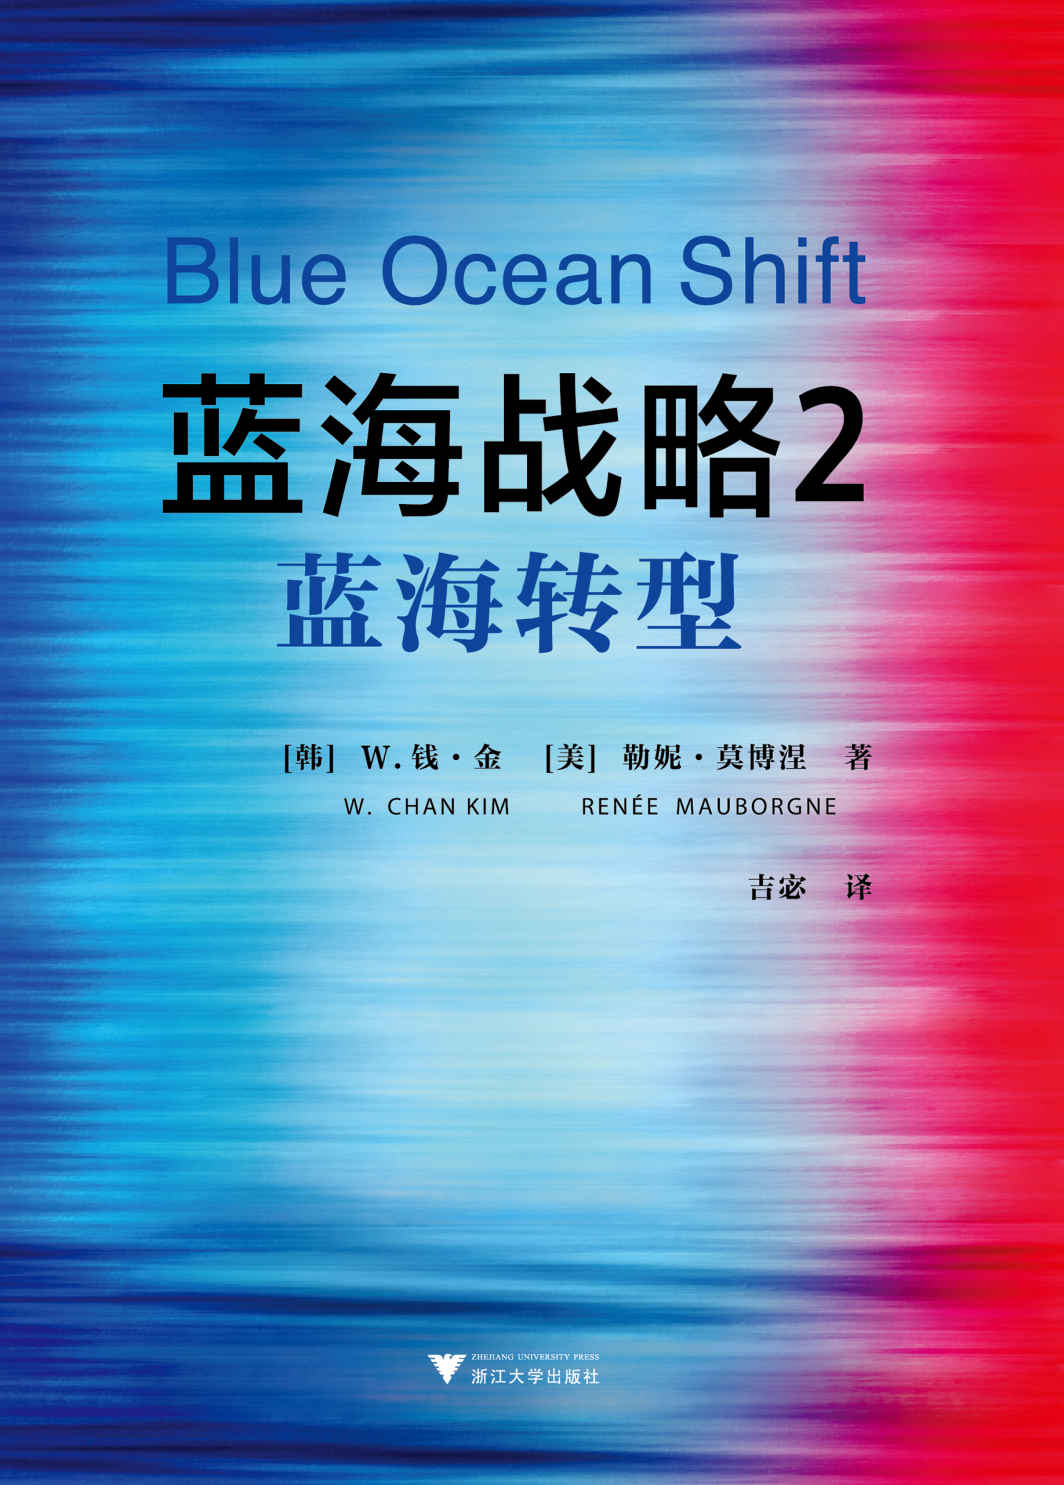 Blue Ocean Shift
蓝海战略2
蓝海转型
[韩] W. 钱·金 [美] 勒妮·莫博涅 著
W. CHAN KIM RENÉE MAUBORGNE
吉宓 译
ZHEJIANG UNIVERSITY PRESS
浙江大学出版社